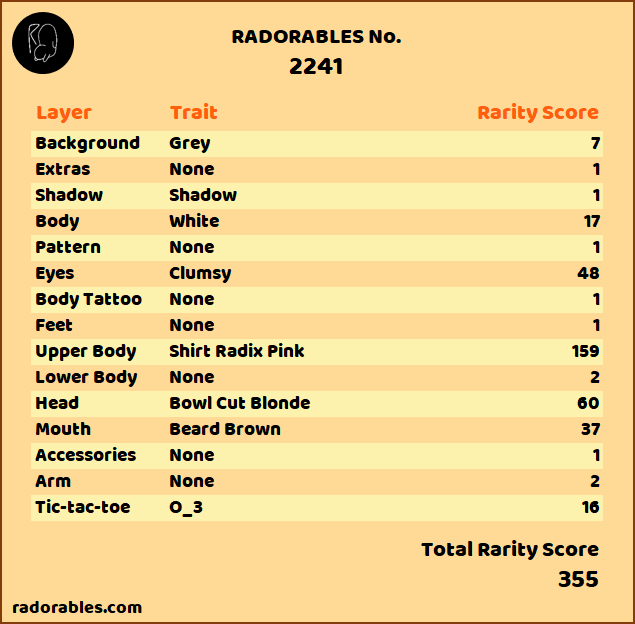 RADORABLES No.
2241
Layer Trait Rarity Score
Background Grey 7
Extras None 1
Shadow Shadow 1
Body White 17
Pattern None 1
Eyes Clumsy 48
Body Tattoo None 1
Feet None 1
Upper Body Shirt Radix Pink 159
Lower Body None 2
Head Bowl Cut Blonde 60
Mouth Beard Brown 37
Accessories None 1
Arm None 2
Tic-tac-toe O_3 16
Total Rarity Score
355
radorables.com